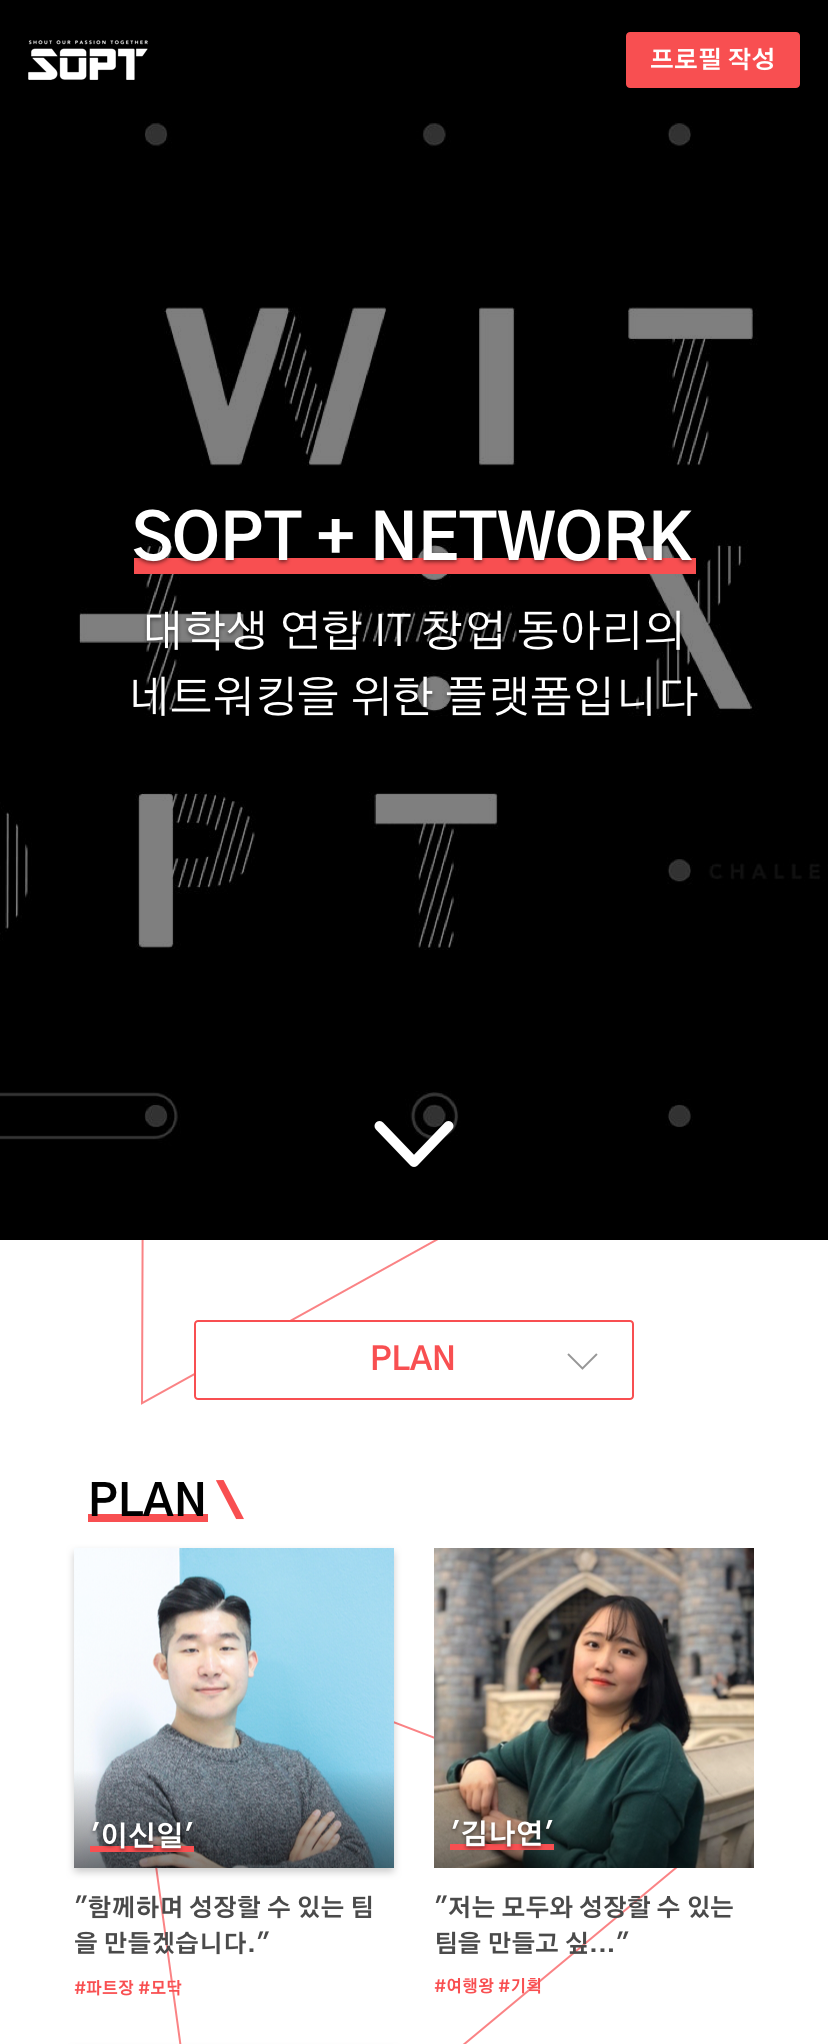 SHOUT OUR PASSION TOGETHER
SOPT
프로필 작성
WIT
SOPT + NETWORK
대학생 연합 IT 창업 동아리의
네트워킹을 위한 플랫폼입니다
PT
CHALLE
PLAN
PLAN
'이신일'
'김나연'
"함께하며 성장할 수 있는 팀
을 만들겠습니다."
"저는 모두와 성장할 수 있는
팀을 만들고 싶..."
#파트장 #모닥
#여행왕 #기획